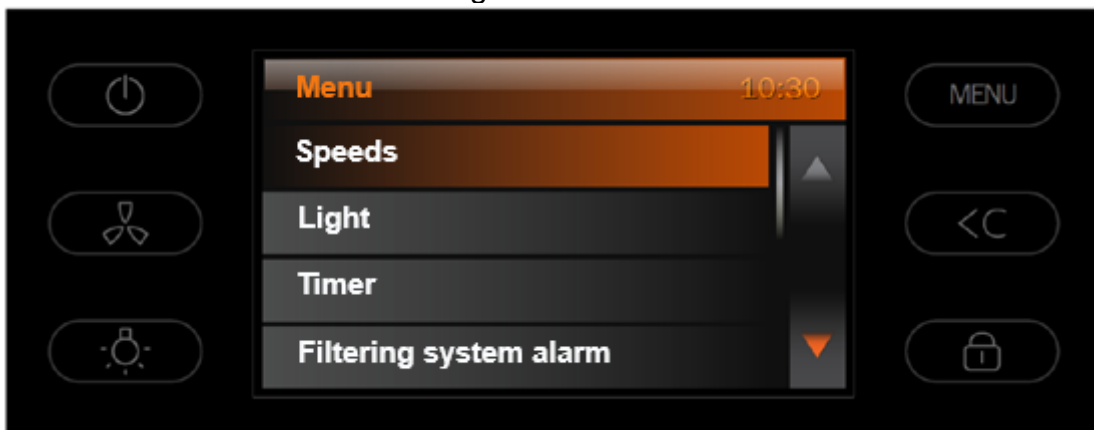 Menu 10:30
MENU
Speeds
Light
<C
Timer
Filtering system alarm